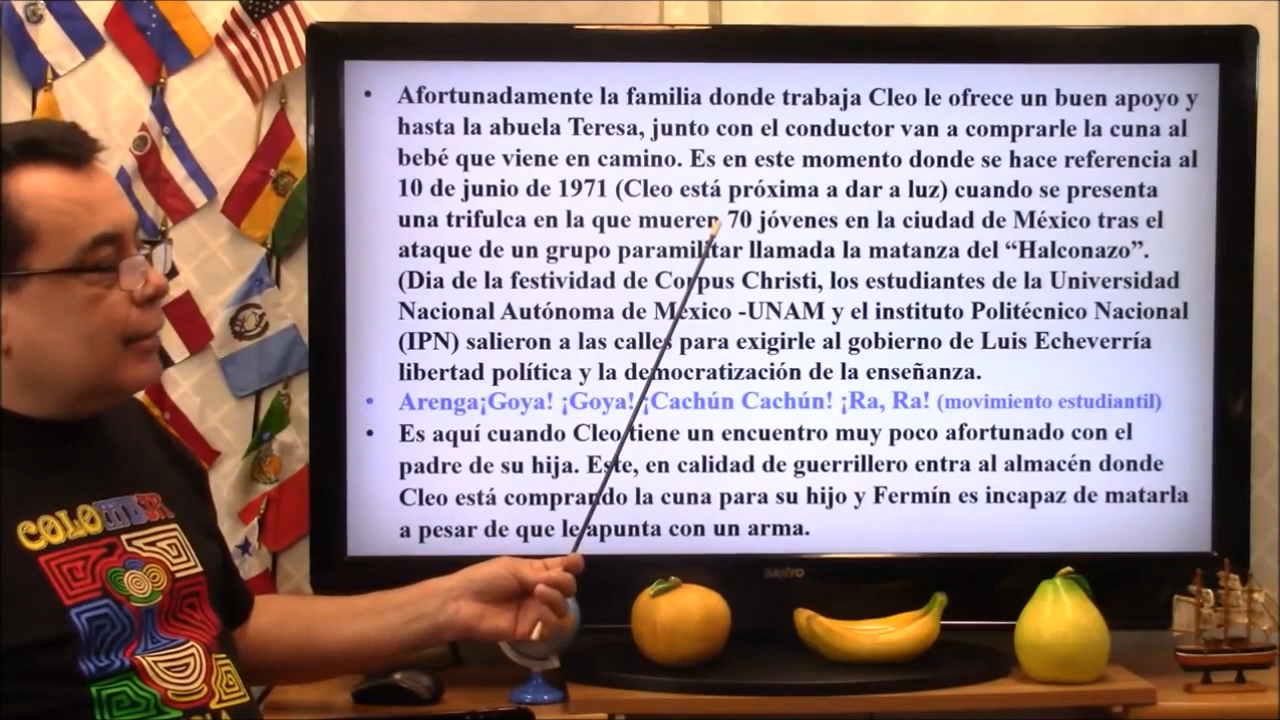 • Afortunadamente la familia donde trabaja Cleo le ofrece un buen apoyo y
hasta la abuela Teresa, junto con el conductor van a comprarle la cuna al
bebé que viene en camino. Es en este momento donde se hace referencia al
10 de junio de 1971 (Cleo está próxima a dar a luz) cuando se presenta
una trifulca en la que mueren 70 jóvenes en la ciudad de México tras el
ataque de un grupo paramilitar llamada la matanza del “Halconazo”.
(Dia de la festividad de Corpus Christi, los estudiantes de la Universidad
Nacional Autónoma de México -UNAM y el instituto Politécnico Nacional
(IPN) salieron a las calles para exigirle al gobierno de Luis Echeverría
libertad política y la democratización de la enseñanza.
• Arenga¡Goya! ¡Goya! ¡Cachún Cachún! ¡Ra, Ra! (movimiento estudiantil)
• Es aquí cuando Cleo tiene un encuentro muy poco afortunado con el
padre de su hija. Este, en calidad de guerrillero entra al almacén donde
Cleo está comprando la cuna para su hijo y Fermín es incapaz de matarla
a pesar de que le apunta con un arma.
SANYO